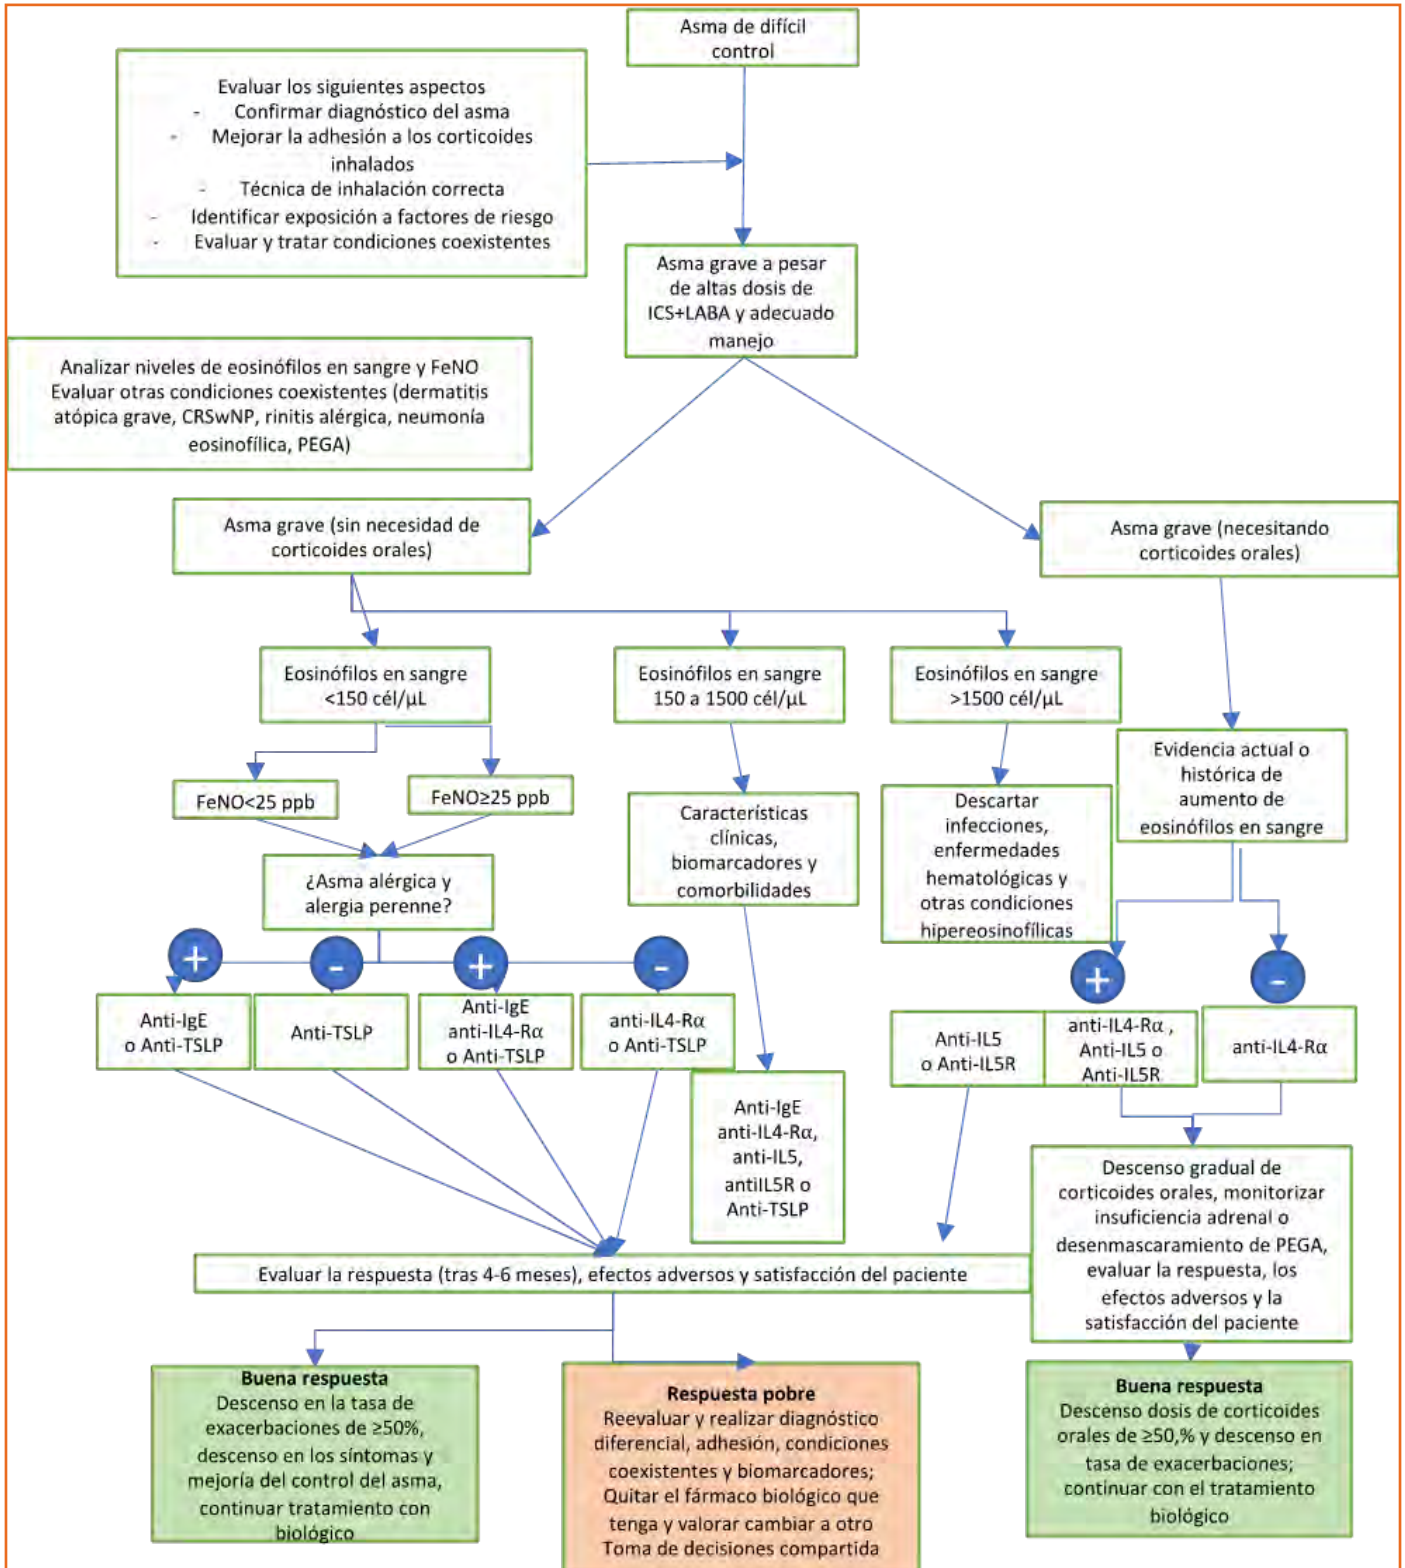 Asma de difícil
control
Evaluar los siguientes aspectos
- Confirmar diagnóstico del asma
- Mejorar la adhesión a los corticoides
inhalados
- Técnica de inhalación correcta
- Identificar exposición a factores de riesgo
- Evaluar y tratar condiciones coexistentes
Asma grave a pesar
de altas dosis de
ICS+LABA y adecuado
manejo
Analizar niveles de eosinófilos en sangre y FeNO
Evaluar otras condiciones coexistentes (dermatitis
atópica grave, CRSwNP, rinitis alérgica, neumonía
eosinofílica, PEGA)
Asma grave (sin necesidad de
corticoides orales)
Asma grave (necesitando
corticoides orales)
Eosinófilos en sangre
<150 cél/µL
Eosinófilos en sangre
150 a 1500 cél/µL
Eosinófilos en sangre
>1500 cél/µL
Evidencia actual o
histórica de
aumento de
eosinófilos en sangre
FeNO<25 ppb
FeNO≥25 ppb
Características
clínicas,
biomarcadores y
comorbilidades
Descartar
infecciones,
enfermedades
hematológicas y
otras condiciones
hipereosinofílicas
¿Asma alérgica y
alergia perenne?
+
-
+
-
+
-
Anti-IgE
o Anti-TSLP
Anti-TSLP
Anti-IgE
anti-IL4-Rα
o Anti-TSLP
anti-IL4-Rα
o Anti-TSLP
Anti-IgE
anti-IL4-Rα,
anti-IL5,
antiIL5R o
Anti-TSLP
Anti-IL5
o Anti-IL5R
anti-IL4-Rα ,
Anti-IL5 o
Anti-IL5R
anti-IL4-Rα
Descenso gradual de
corticoides orales, monitorizar
insuficiencia adrenal o
desenmascaramiento de PEGA,
evaluar la respuesta, los
efectos adversos y la
satisfacción del paciente
Evaluar la respuesta (tras 4-6 meses), efectos adversos y satisfacción del paciente
Buena respuesta
Descenso en la tasa de
exacerbaciones de ≥50%,
descenso en los síntomas y
mejoría del control del asma,
continuar tratamiento con
biológico
Respuesta pobre
Reevaluar y realizar diagnóstico
diferencial, adhesión, condiciones
coexistentes y biomarcadores;
Quitar el fármaco biológico que
tenga y valorar cambiar a otro
Toma de decisiones compartida
Buena respuesta
Descenso dosis de corticoides
orales de ≥50,% y descenso en
tasa de exacerbaciones;
continuar con el tratamiento
biológico